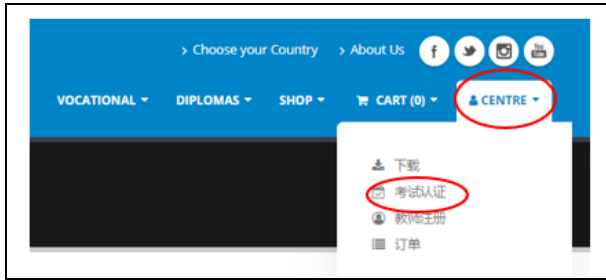 › Choose your Country › About Us
VOCATIONAL DIPLOMAS SHOP CART (0) CENTRE
下载
考试认证
教师注册
订单